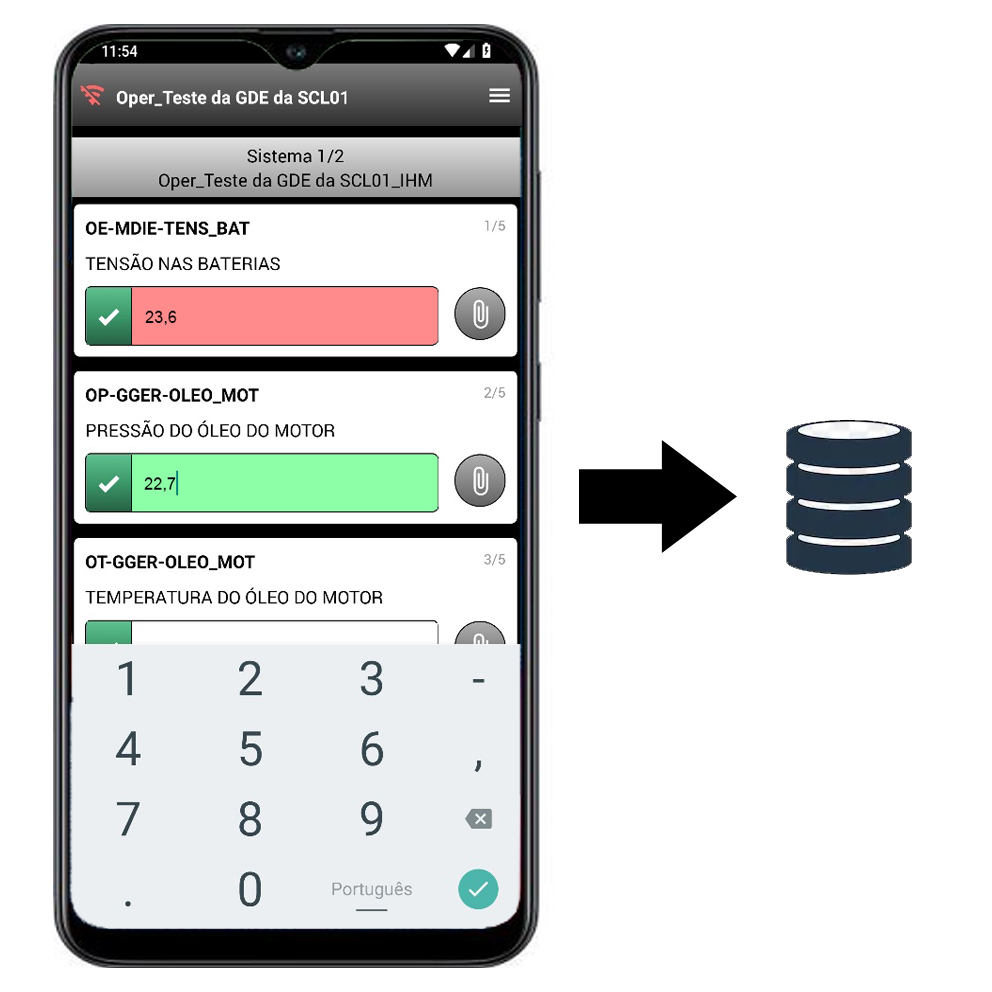 11:54
Oper_Teste da GDE da SCL01
Sistema 1/2
Oper_Teste da GDE da SCL01_IHM
OE-MDIE-TENS_BAT 1/5
TENSÃO NAS BATERIAS
23,6
OP-GGER-OLEO_MOT 2/5
PRESSÃO DO ÓLEO DO MOTOR
22,7
OT-GGER-OLEO_MOT 3/5
TEMPERATURA DO ÓLEO DO MOTOR
1 2 3 -
4 5 6 ,
7 8 9
. 0 Português